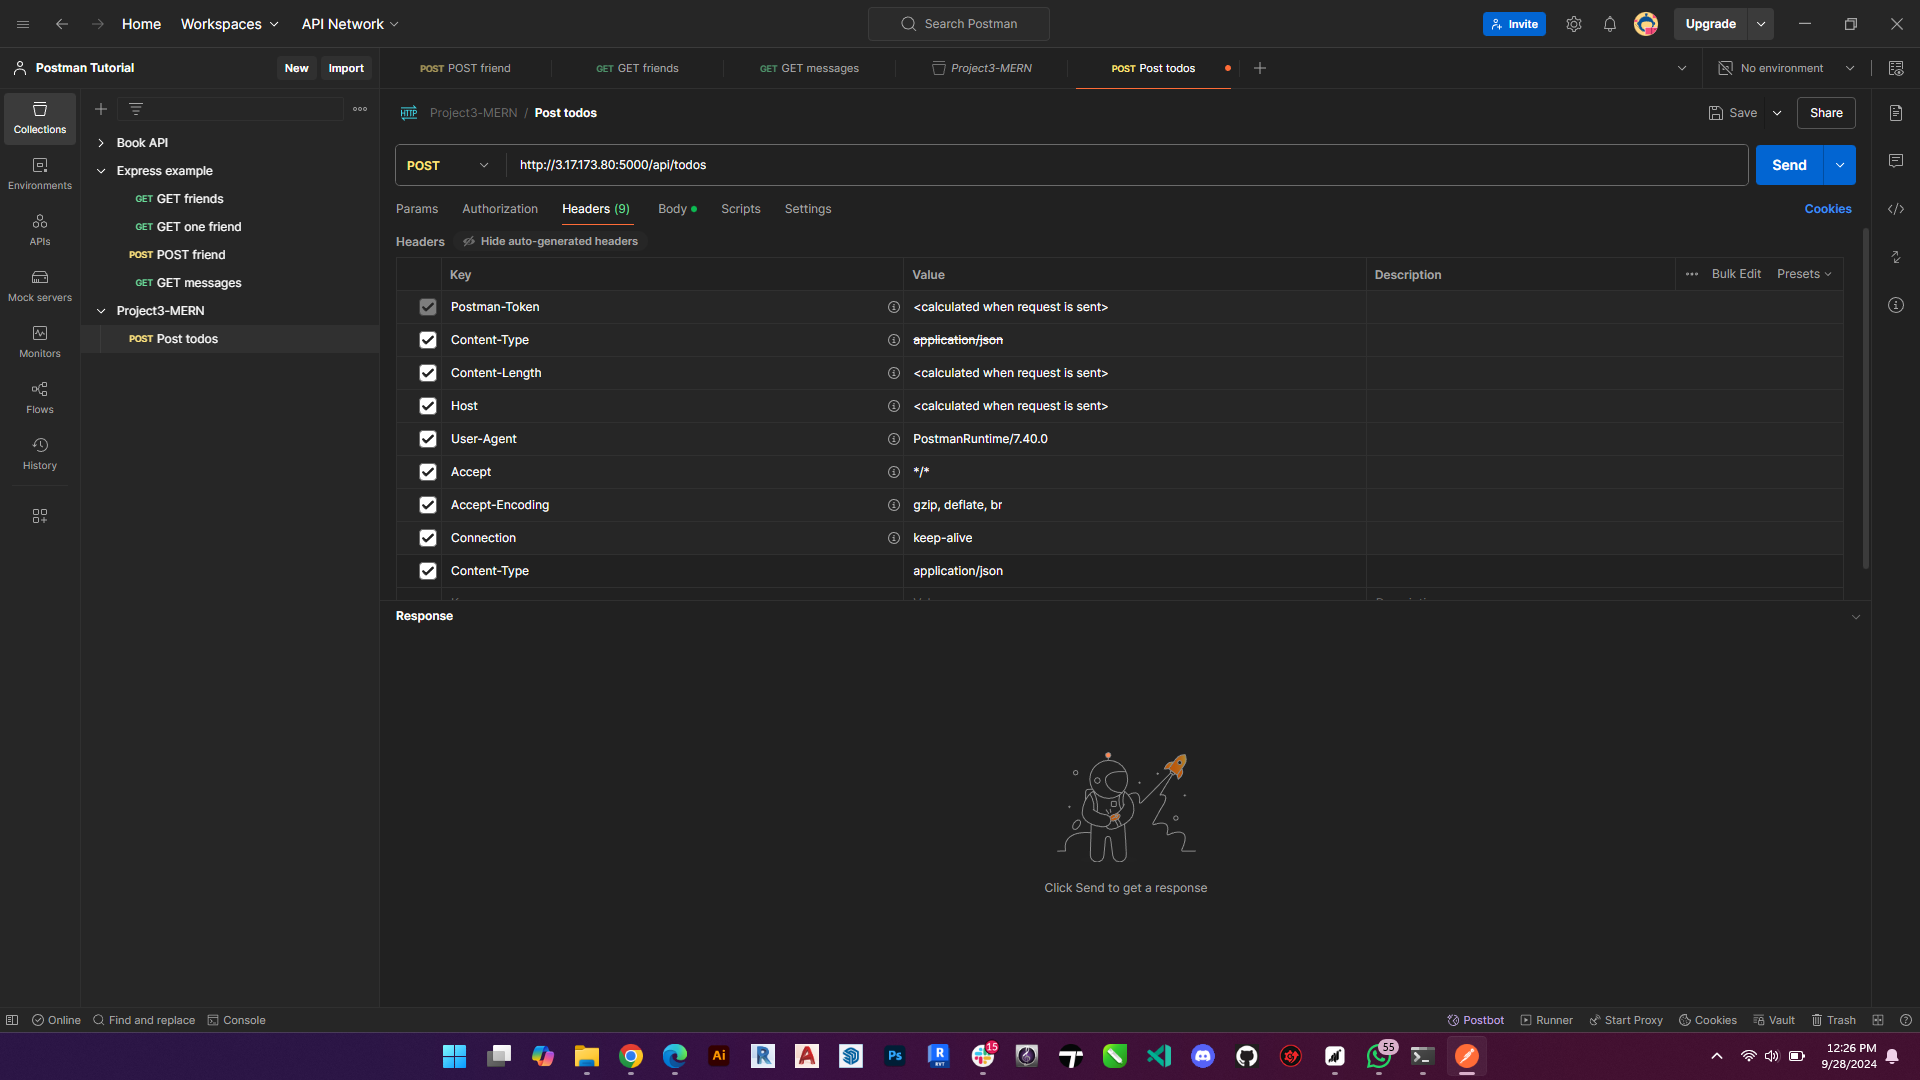 Home Workspaces API Network Search Postman Invite Upgrade
Postman Tutorial New Import POST POST friend GET GET friends GET GET messages Project3-MERN POST Post todos No environment
Collections
Environments
APIs
Mock servers
Monitors
Flows
History
Book API
Express example
GET GET friends
GET GET one friend
POST POST friend
GET GET messages
Project3-MERN
POST Post todos
HTTP Project3-MERN / Post todos Save Share
POST http://3.17.173.80:5000/api/todos Send
Params Authorization Headers (9) Body Scripts Settings Cookies
Headers Hide auto-generated headers
Key Value Description Bulk Edit Presets
Postman-Token <calculated when request is sent>
Content-Type application/json
Content-Length <calculated when request is sent>
Host <calculated when request is sent>
User-Agent PostmanRuntime/7.40.0
Accept */*
Accept-Encoding gzip, deflate, br
Connection keep-alive
Content-Type application/json
Response
Click Send to get a response
Online Find and replace Console Postbot Runner Start Proxy Cookies Vault Trash
Ai R A Ps R RVT 15 55
12:26 PM
9/28/2024